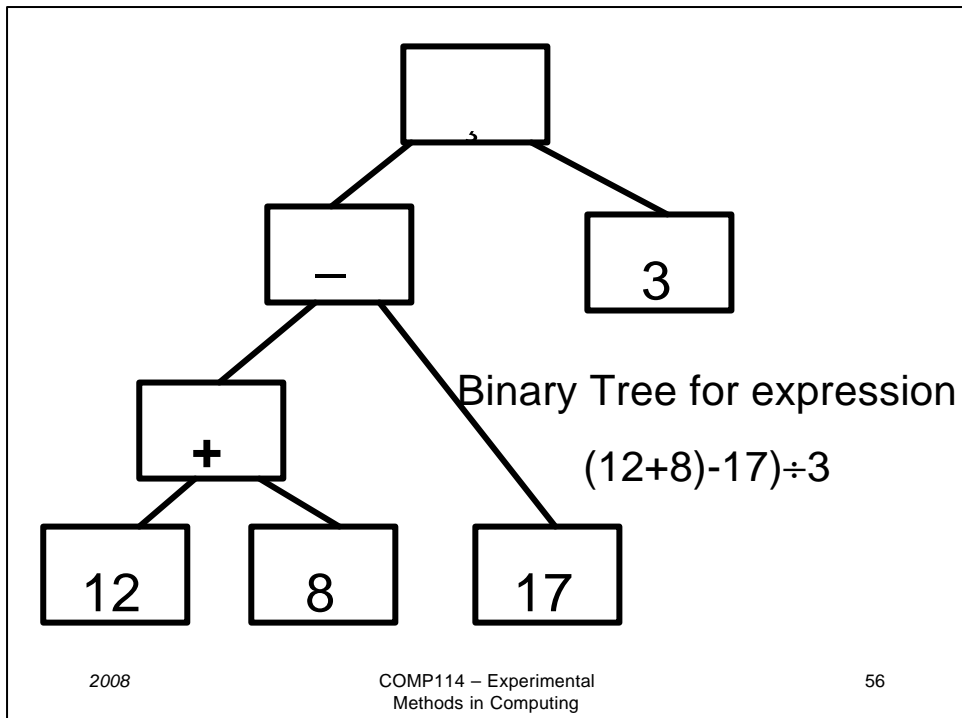 –
3
Binary Tree for expression
+
(12+8)-17)÷3
12 8 17
2008 COMP114 – Experimental 56
Methods in Computing